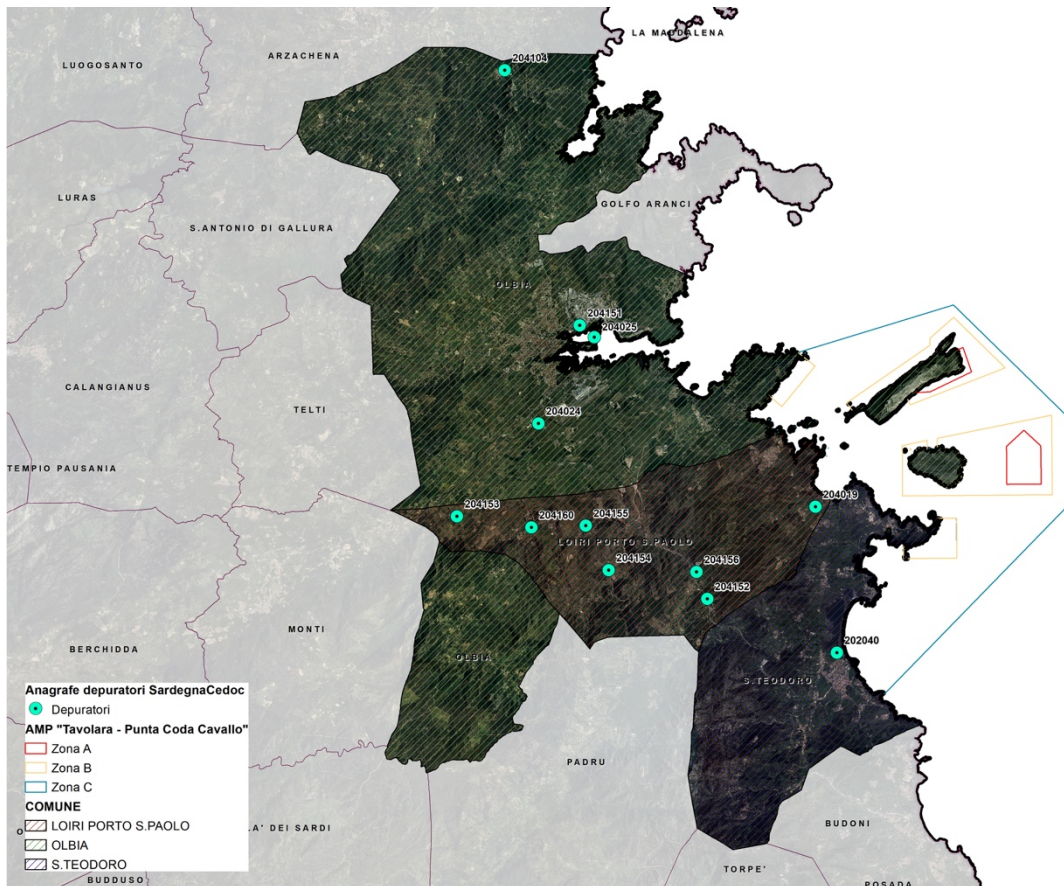 LA MADDALENA
ARZACHENA
LUOGOSANTO
204104
LURAS
GOLFO ARANCI
S.ANTONIO DI GALLURA
OLBIA
204151
204025
CALANGIANUS
TELTI
204024
TEMPIO PAUSANIA
204153
204160
204155
204019
LOIRI PORTO S.PAOLO
204154
204156
204152
MONTI
BERCHIDDA
OLBIA
202040
S.TEODORO
Anagrafe depuratori SardegnaCedoc
Depuratori
AMP "Tavolara - Punta Coda Cavallo"
Zona A
Zona B
Zona C
COMUNE
LOIRI PORTO S.PAOLO
OLBIA
S.TEODORO
PADRU
BUDONI
O
A' DEI SARDI
TORPE'
BUDDUSO'
POSADA